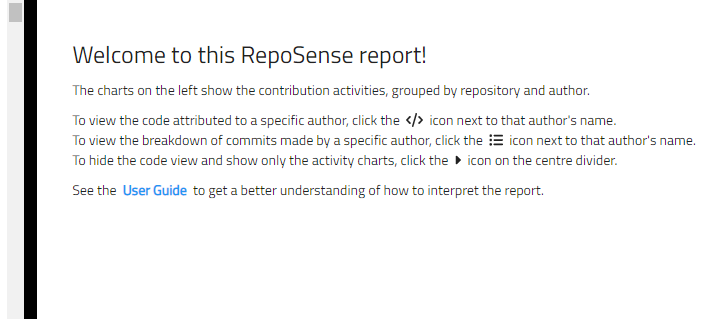 Welcome to this RepoSense report!
The charts on the left show the contribution activities, grouped by repository and author.
To view the code attributed to a specific author, click the </> icon next to that author's name.
To view the breakdown of commits made by a specific author, click the icon next to that author's name.
To hide the code view and show only the activity charts, click the icon on the centre divider.
See the User Guide to get a better understanding of how to interpret the report.